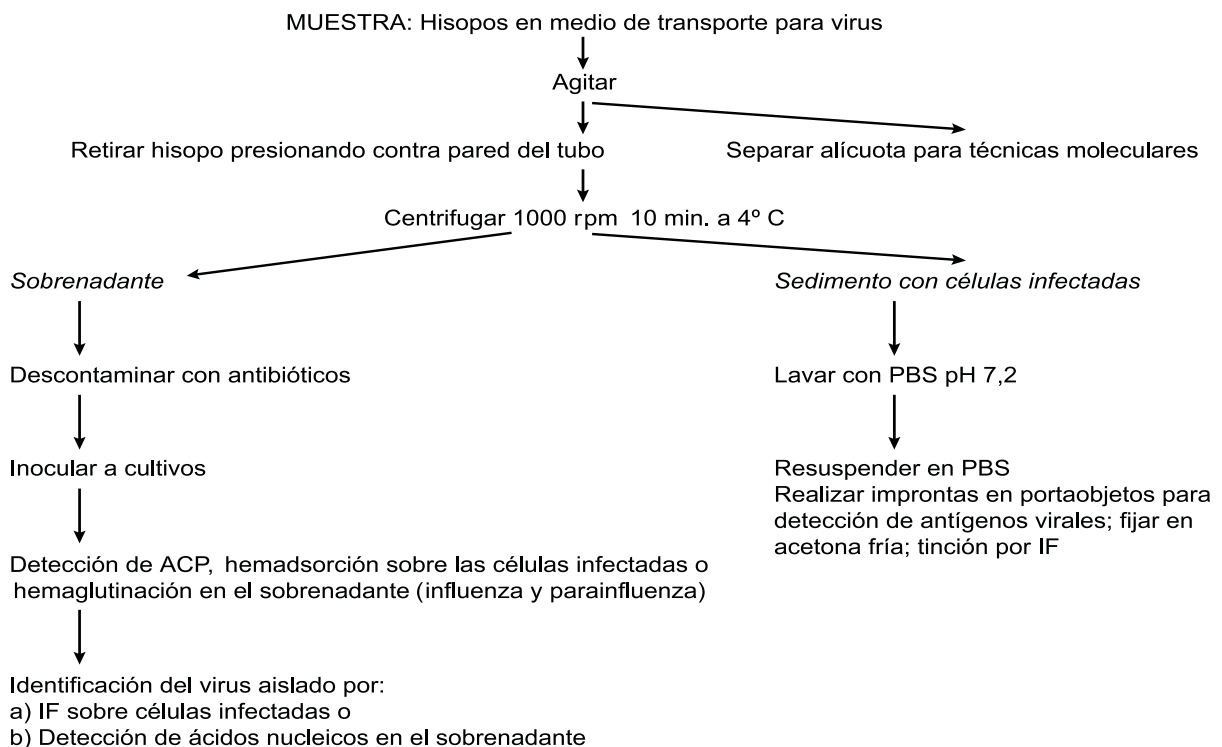 MUESTRA: Hisopos en medio de transporte para virus
Agitar
Retirar hisopo presionando contra pared del tubo
Separar alícuota para técnicas moleculares
Centrifugar 1000 rpm 10 min. a 4º C
Sobrenadante
Sedimento con células infectadas
Descontaminar con antibióticos
Lavar con PBS pH 7,2
Inocular a cultivos
Resuspender en PBS
Realizar improntas en portaobjetos para
detección de antígenos virales; fijar en
acetona fría; tinción por IF
Detección de ACP, hemadsorción sobre las células infectadas o
hemaglutinación en el sobrenadante (influenza y parainfluenza)
Identificación del virus aislado por:
a) IF sobre células infectadas o
b) Detección de ácidos nucleicos en el sobrenadante